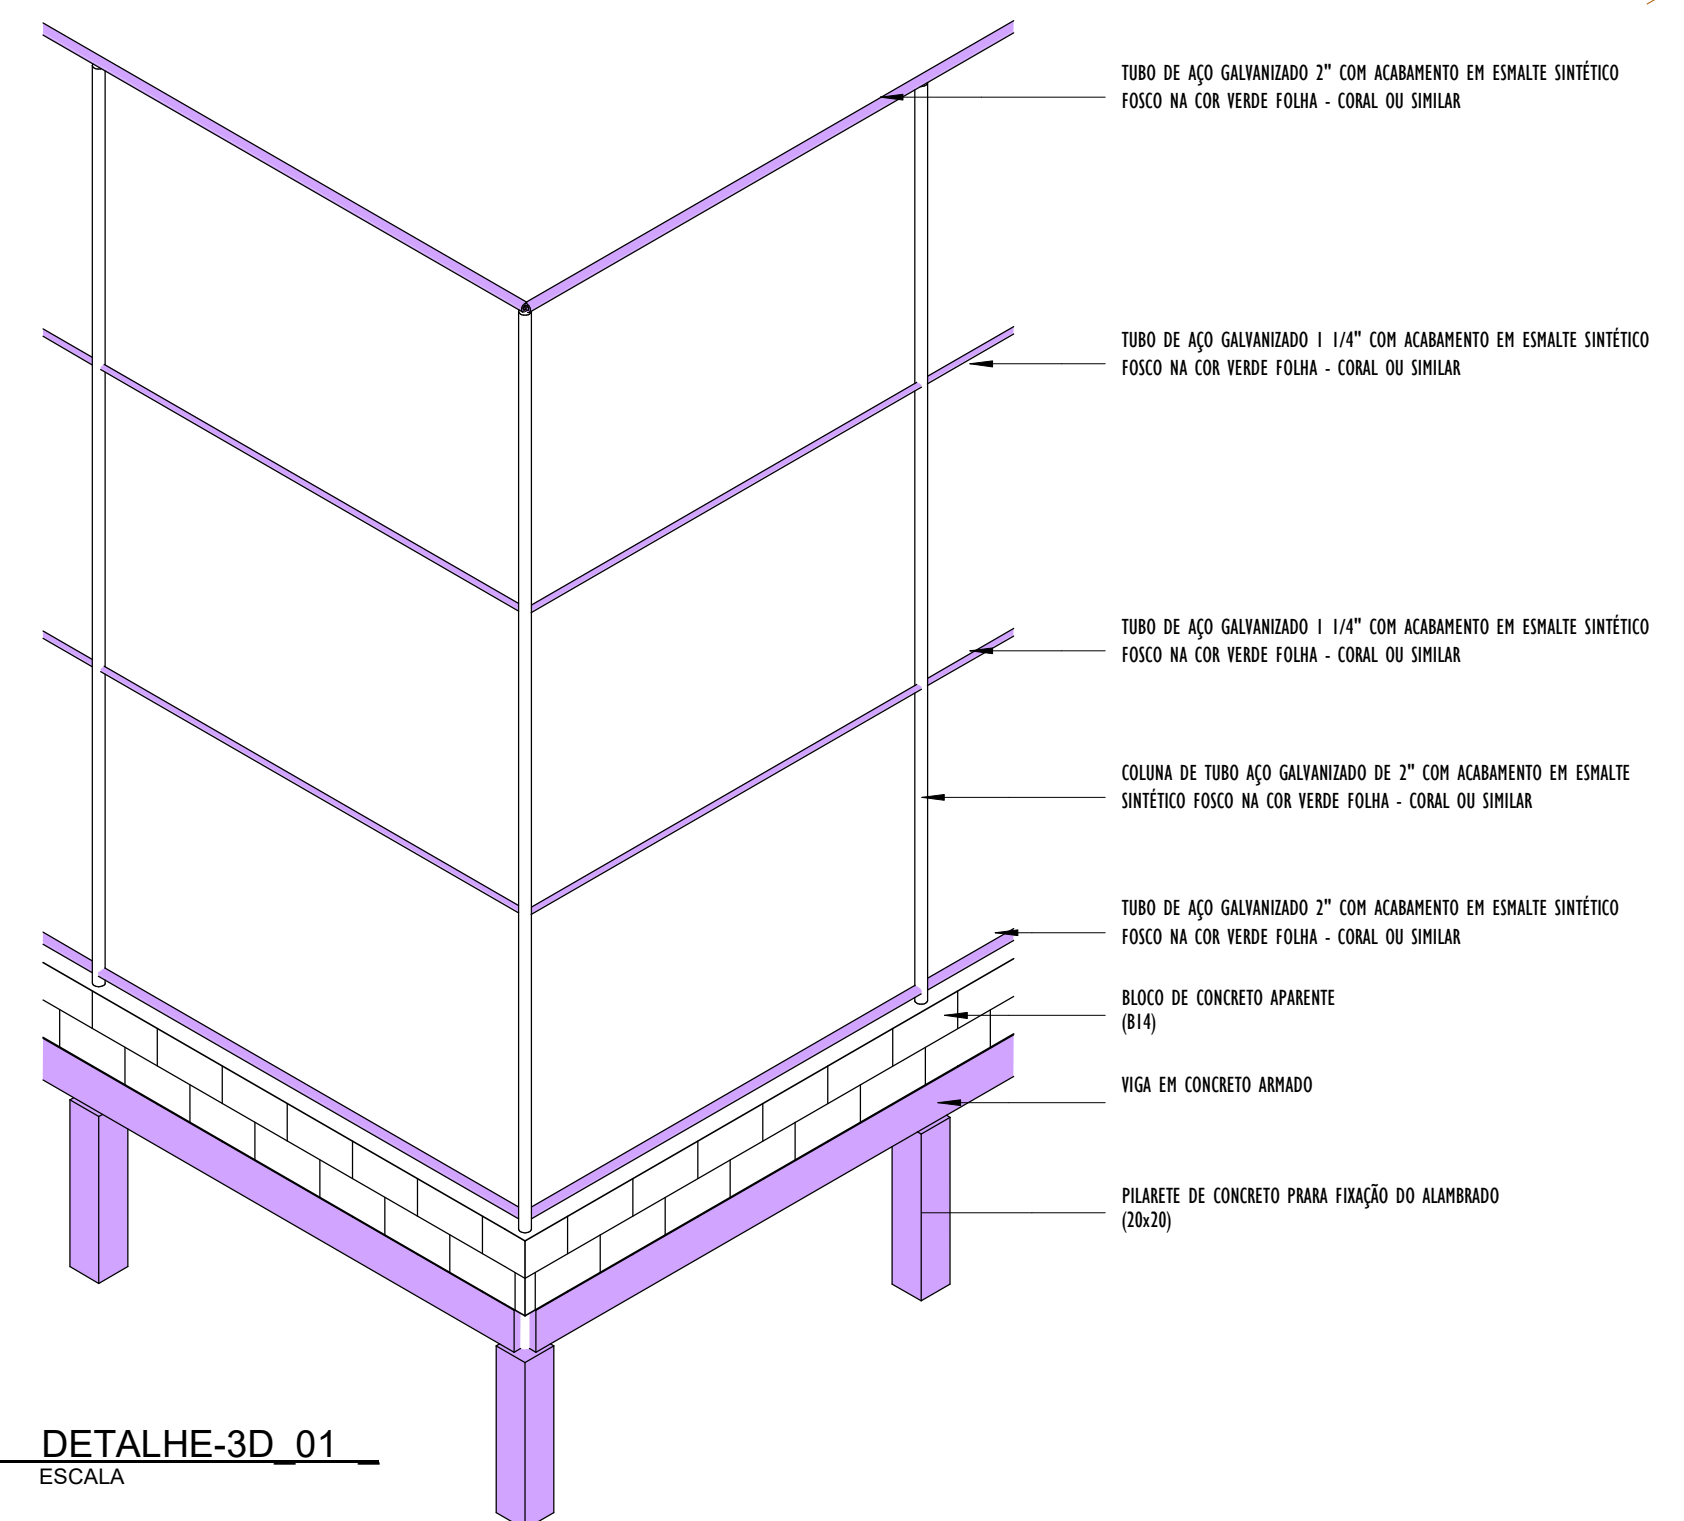 TUBO DE AÇO GALVANIZADO 2" COM ACABAMENTO EM ESMALTE SINTÉTICO
FOSCO NA COR VERDE FOLHA - CORAL OU SIMILAR
TUBO DE AÇO GALVANIZADO 1 1/4" COM ACABAMENTO EM ESMALTE SINTÉTICO
FOSCO NA COR VERDE FOLHA - CORAL OU SIMILAR
TUBO DE AÇO GALVANIZADO 1 1/4" COM ACABAMENTO EM ESMALTE SINTÉTICO
FOSCO NA COR VERDE FOLHA - CORAL OU SIMILAR
COLUNA DE TUBO AÇO GALVANIZADO DE 2" COM ACABAMENTO EM ESMALTE
SINTÉTICO FOSCO NA COR VERDE FOLHA - CORAL OU SIMILAR
TUBO DE AÇO GALVANIZADO 2" COM ACABAMENTO EM ESMALTE SINTÉTICO
FOSCO NA COR VERDE FOLHA - CORAL OU SIMILAR
BLOCO DE CONCRETO APARENTE
(B14)
VIGA EM CONCRETO ARMADO
PILARETE DE CONCRETO PRARA FIXAÇÃO DO ALAMBRADO
(20x20)
DETALHE-3D_01 _
ESCALA